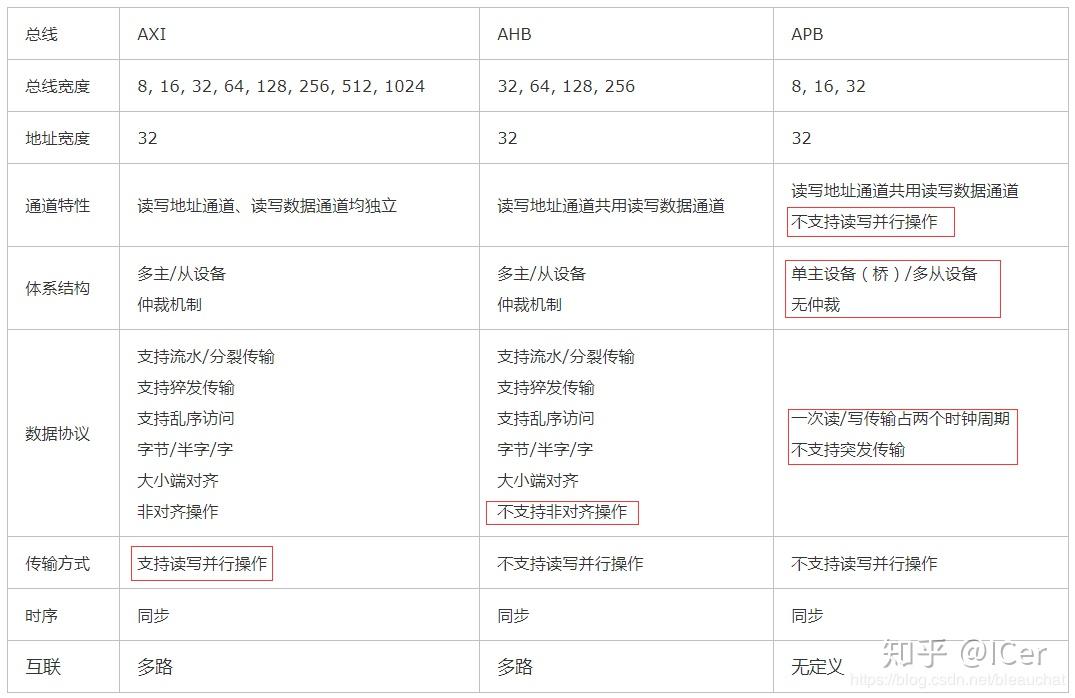 总线 AXI AHB APB
总线宽度 8, 16, 32, 64, 128, 256, 512, 1024 32, 64, 128, 256 8, 16, 32
地址宽度 32 32 32
通道特性 读写地址通道、读写数据通道均独立 读写地址通道共用读写数据通道 读写地址通道共用读写数据通道
不支持读写并行操作
体系结构
多主/从设备
仲裁机制
多主/从设备
仲裁机制
单主设备（桥）/多从设备
无仲裁
数据协议
支持流水/分裂传输
支持猝发传输
支持乱序访问
字节/半字/字
大小端对齐
非对齐操作
支持流水/分裂传输
支持猝发传输
支持乱序访问
字节/半字/字
大小端对齐
不支持非对齐操作
一次读/写传输占两个时钟周期
不支持突发传输
传输方式 支持读写并行操作 不支持读写并行操作 不支持读写并行操作
时序 同步 同步 同步
互联 多路 多路 无定义
知乎 @ICer
https://blog.csdn.net/bleauchat